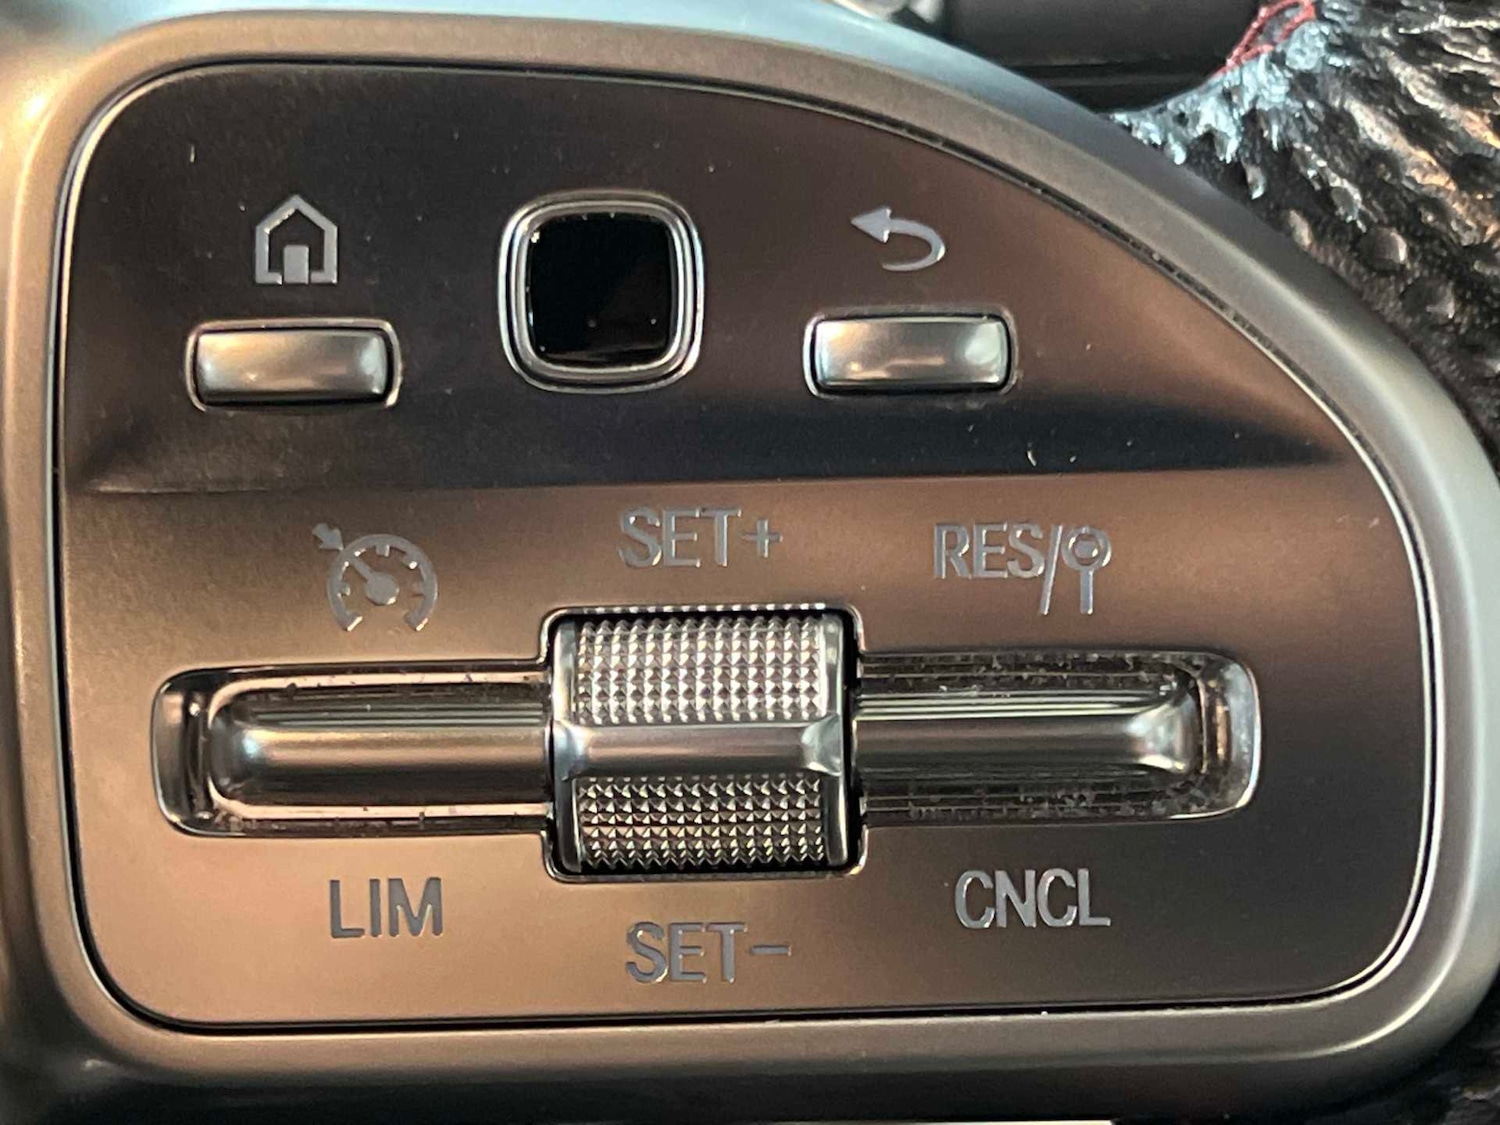 SET+
RES/
LIM
CNCL
SET-